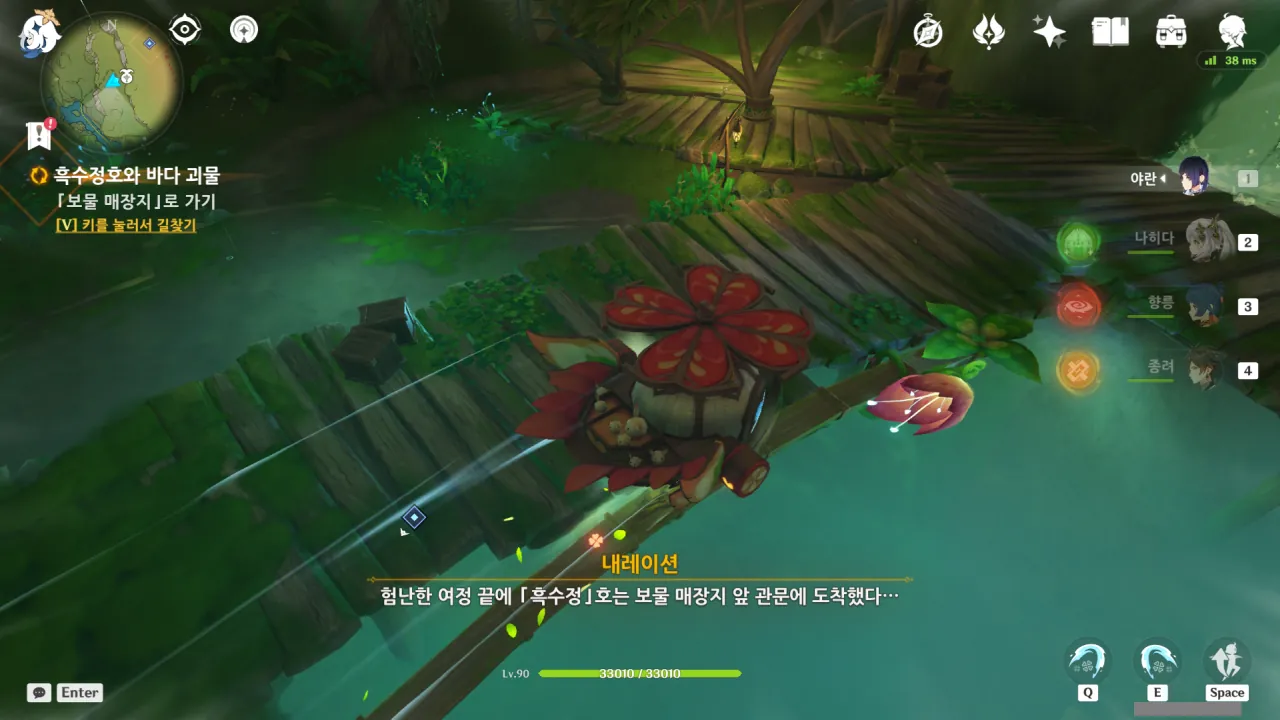 N
38 ms
흑수정호와 바다 괴물
「보물 매장지」로 가기
[V] 키를 눌러서 길찾기
야란 1
나히다 2
향릉 3
종려 4
내레이션
험난한 여정 끝에 「흑수정」호는 보물 매장지 앞 관문에 도착했다…
Lv.90 33010 / 33010
Enter
Q E Space